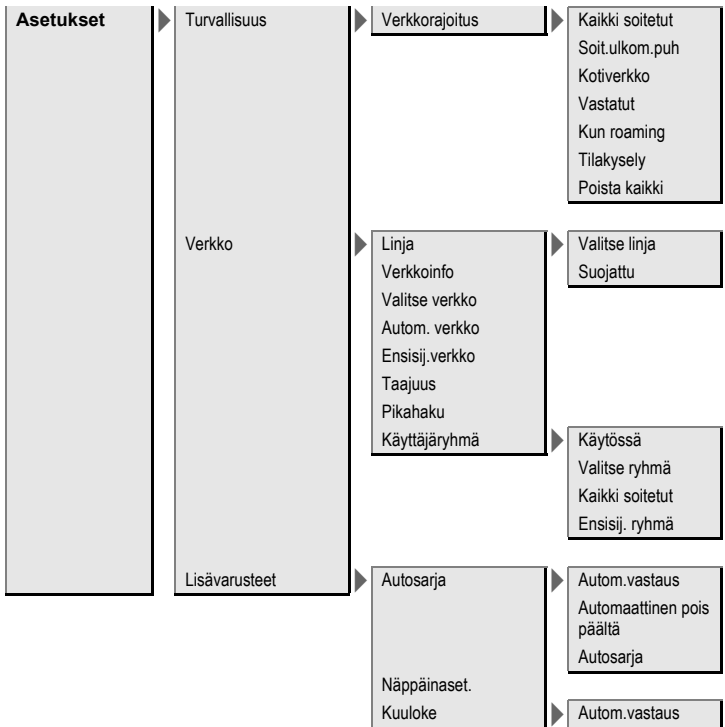 Asetukset
Turvallisuus
Verkkorajoitus
Kaikki soitetut
Soit.ulkom.puh
Kotiverkko
Vastatut
Kun roaming
Tilakysely
Poista kaikki
Verkko
Linja
Valitse linja
Suojattu
Verkkoinfo
Valitse verkko
Autom. verkko
Ensisij.verkko
Taajuus
Pikahaku
Käyttäjäryhmä
Käytössä
Valitse ryhmä
Kaikki soitetut
Ensisij. ryhmä
Lisävarusteet
Autosarja
Autom.vastaus
Automaattinen pois
päältä
Autosarja
Näppäinaset.
Kuuloke
Autom.vastaus